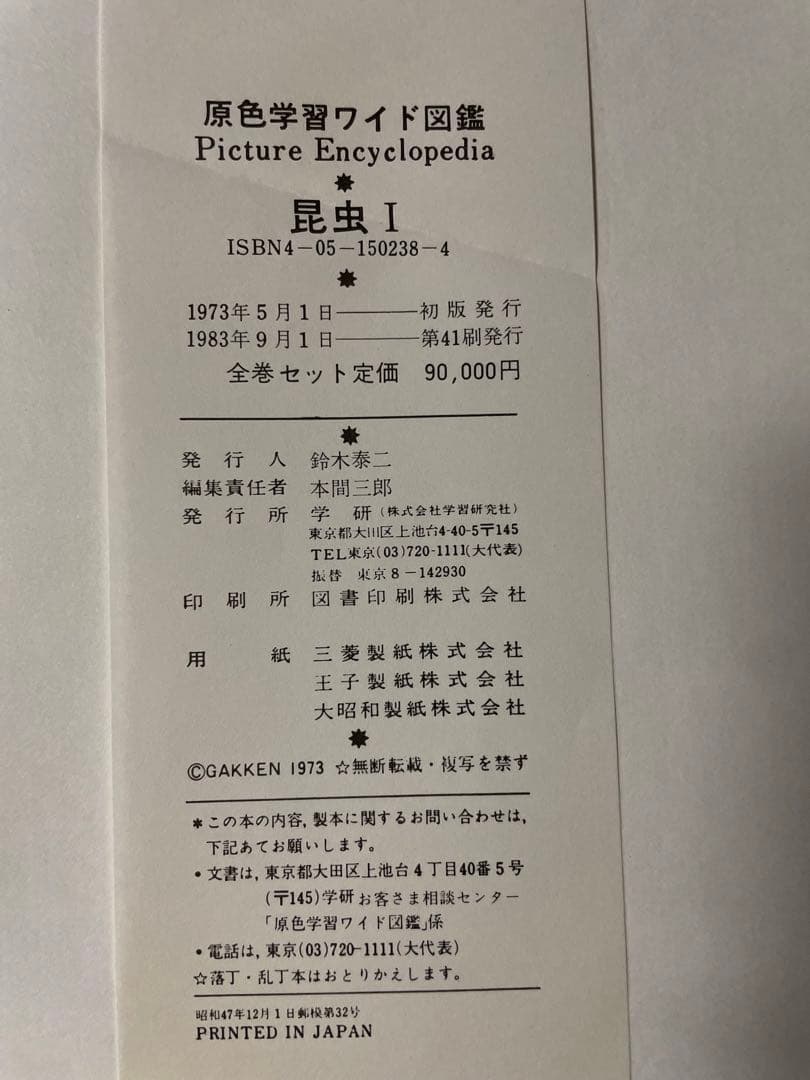 原色学習ワイド図鑑
Picture Encyclopedia
昆虫 I
ISBN4-05-150238-4
1973年5月1日────初版発行
1983年9月1日────第41刷発行
全巻セット定価 90,000円
発行人 鈴木泰二
編集責任者 本間三郎
発行所 学研(株式会社学習研究社)
東京都大田区上池台4-40-5〒145
TEL東京(03)720-1111(大代表)
振替 東京8-142930
印刷所 図書印刷株式会社
用紙 三菱製紙株式会社
王子製紙株式会社
大昭和製紙株式会社
©GAKKEN 1973 ☆無断転載・複写を禁ず
*この本の内容,製本に関するお問い合わせは,
下記あてお願いします。
・文書は,東京都大田区上池台4丁目40番5号
(〒145)学研お客さま相談センター
「原色学習ワイド図鑑」係
・電話は,東京(03)720-1111(大代表)
☆落丁・乱丁本はおとりかえします。
昭和47年12月1日郵模第32号
PRINTED IN JAPAN